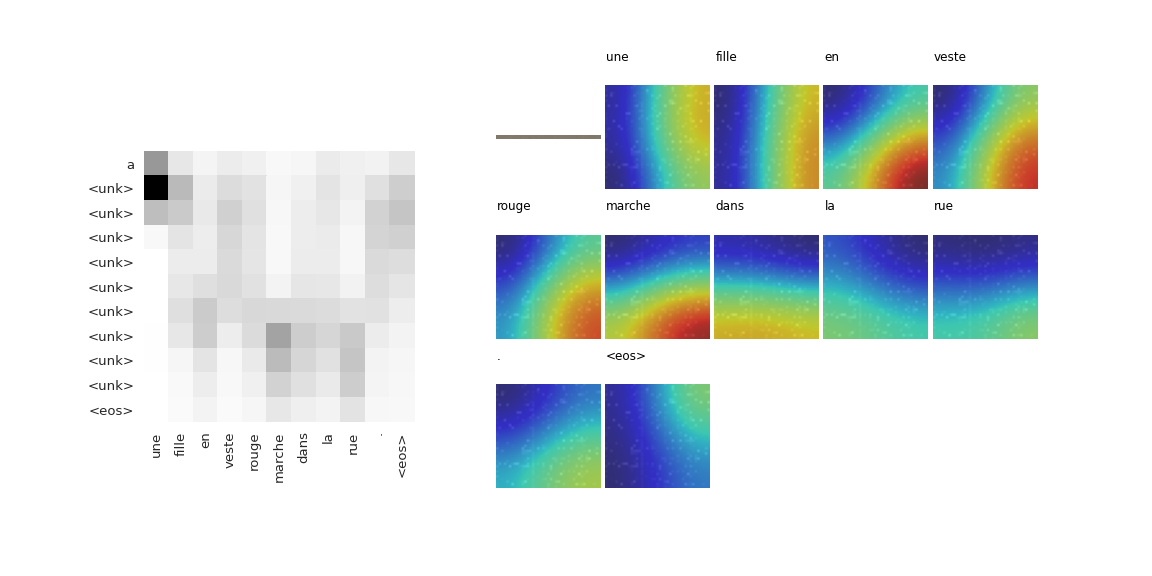 a
<unk>
<unk>
<unk>
<unk>
<unk>
<unk>
<unk>
<unk>
<unk>
<eos>
une
fille
en
veste
rouge
marche
dans
la
rue
.
<eos>
une fille en veste
rouge marche dans la rue
. <eos>